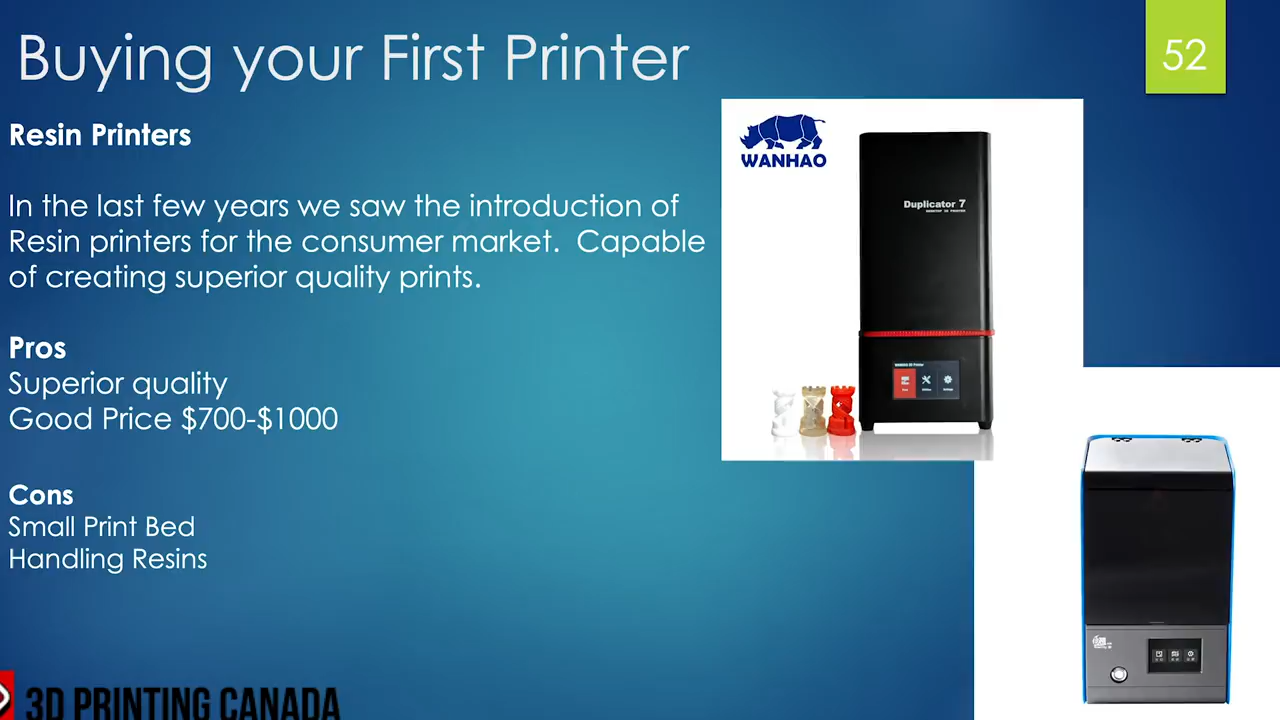 Buying your First Printer
52
Resin Printers
In the last few years we saw the introduction of
Resin printers for the consumer market.  Capable
of creating superior quality prints.
Pros
Superior quality
Good Price $700-$1000
Cons
Small Print Bed
Handling Resins
WANHAO
Duplicator 7
3D PRINTING CANADA